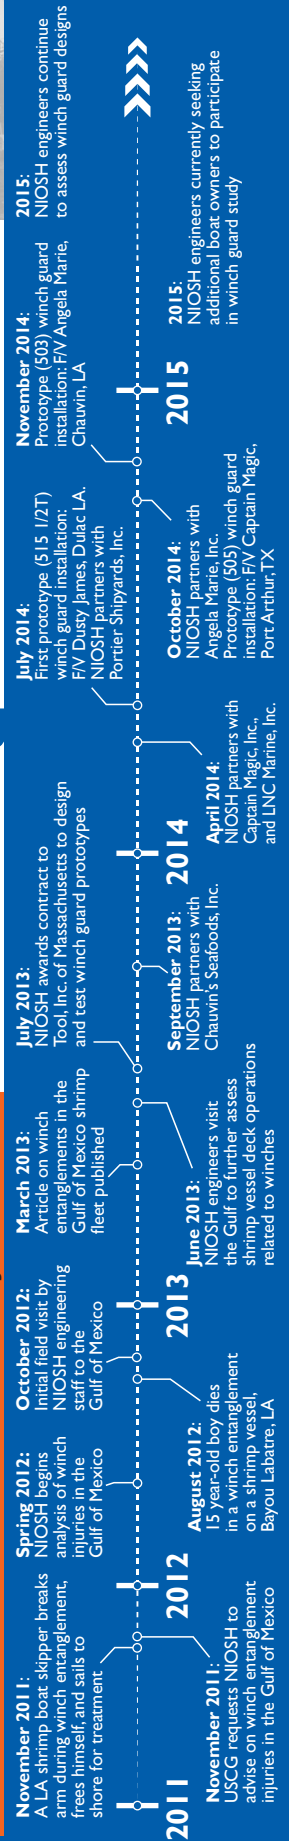 November 2011:
A LA shrimp boat skipper breaks
arm during winch entanglement,
frees himself, and sails to
shore for treatment
Spring 2012:
NIOSH begins
analysis of winch
injuries in the
Gulf of Mexico
October 2012:
Initial field visit by
NIOSH engineering
staff to the
Gulf of Mexico
March 2013:
Article on winch
entanglements in the
Gulf of Mexico shrimp
fleet published
July 2013:
NIOSH awards contract to
Tool, Inc. of Massachusetts to design
and test winch guard prototypes
July 2014:
First prototype (515 1/2T)
winch guard installation:
F/V Dusty James, Dulac LA.
NIOSH partners with
Portier Shipyards, Inc.
November 2014:
Prototype (503) winch guard
installation: F/V Angela Marie,
Chauvin, LA
2015:
NIOSH engineers continue
to assess winch guard designs
2011
2012
2013
2014
2015
November 2011:
USCG requests NIOSH to
advise on winch entanglement
injuries in the Gulf of Mexico
August 2012:
15 year-old boy dies
in a winch entanglement
on a shrimp vessel,
Bayou Labatre, LA
June 2013:
NIOSH engineers visit
the Gulf to further assess
shrimp vessel deck operations
related to winches
September 2013:
NIOSH partners with
Chauvin's Seafoods, Inc.
April 2014:
NIOSH partners with
Captain Magic, Inc.,
and LNC Marine, Inc.
October 2014:
NIOSH partners with
Angela Marie, Inc.
Prototype (505) winch guard
installation: F/V Captain Magic,
Port Arthur, TX
2015:
NIOSH engineers currently seeking
additional boat owners to participate
in winch guard study